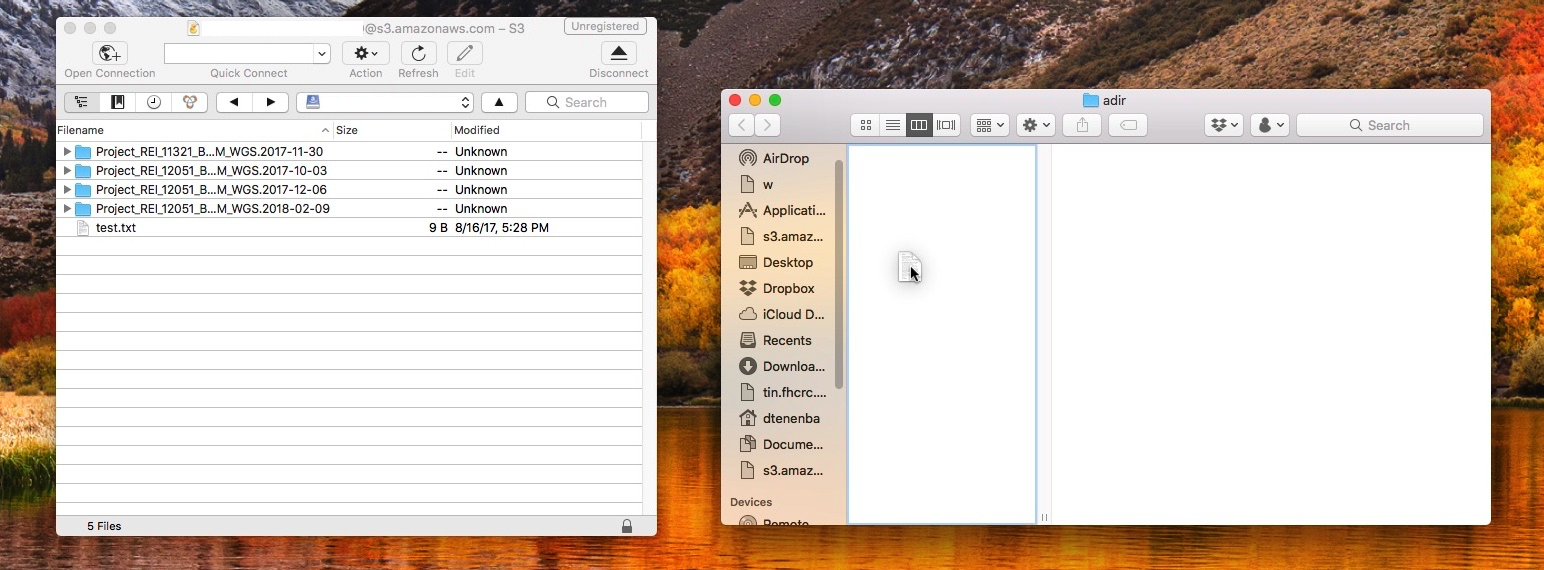 @s3.amazonaws.com – S3
Unregistered
Open Connection
Quick Connect
Action
Refresh
Edit
Disconnect
Search
Filename
Size
Modified
Project_REI_11321_B...M_WGS.2017-11-30 -- Unknown
Project_REI_12051_B...M_WGS.2017-10-03 -- Unknown
Project_REI_12051_B...M_WGS.2017-12-06 -- Unknown
Project_REI_12051_B...M_WGS.2018-02-09 -- Unknown
test.txt 9 B 8/16/17, 5:28 PM
5 Files
adir
Search
AirDrop
w
Applicati...
s3.amaz...
Desktop
Dropbox
iCloud D...
Recents
Downloa...
tin.fhcrc....
dtenenba
Docume...
s3.amaz...
Devices
Remote